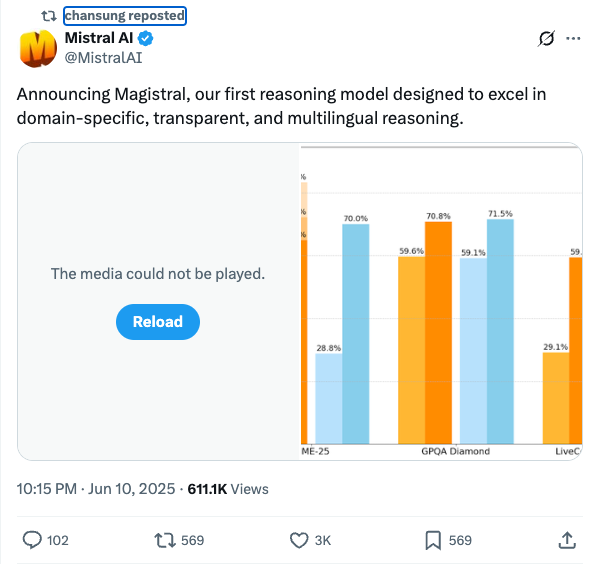 chansung reposted
Mistral AI
@MistralAI
Announcing Magistral, our first reasoning model designed to excel in
domain-specific, transparent, and multilingual reasoning.
The media could not be played.
Reload
%
%
%
28.8%
70.0%
59.6%
70.8%
59.1%
71.5%
29.1%
59.
ME-25
GPQA Diamond
LiveC
10:15 PM · Jun 10, 2025 · 611.1K Views
102
569
3K
569